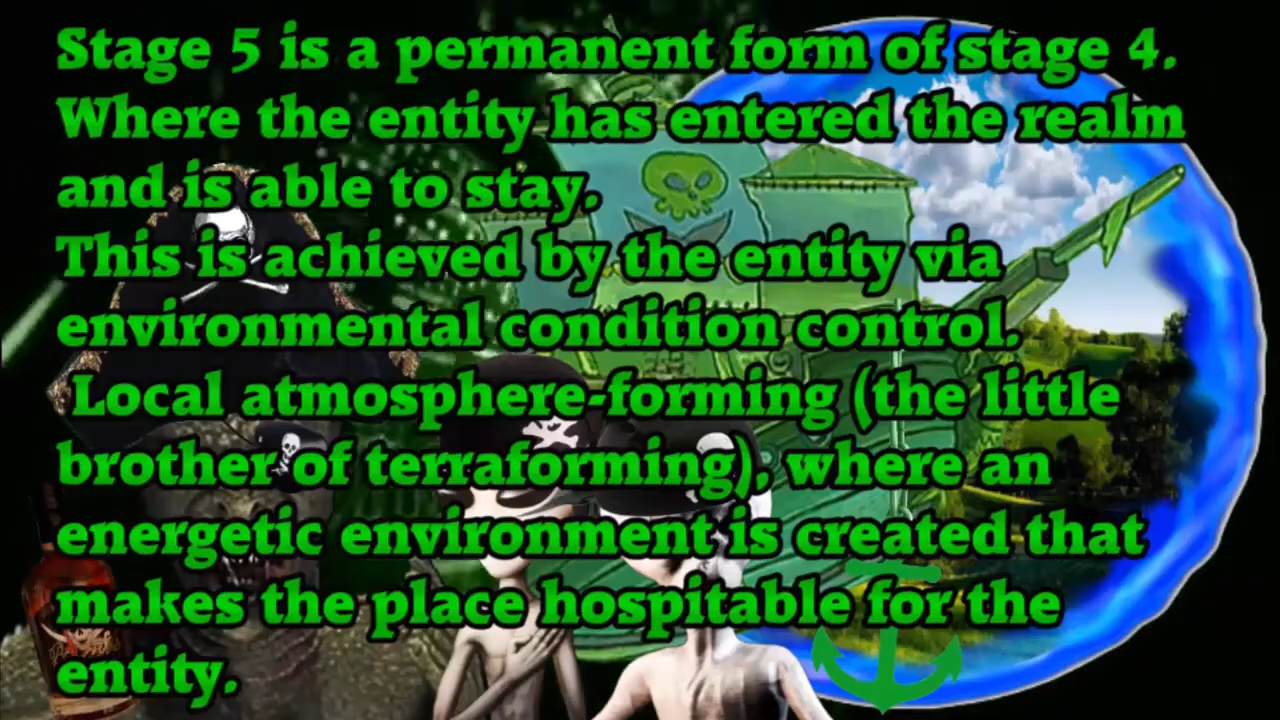 Stage 5 is a permanent form of stage 4.
Where the entity has entered the realm
and is able to stay.
This is achieved by the entity via
environmental condition control.
Local atmosphere-forming (the little
brother of terraforming), where an
energetic environment is created that
makes the place hospitable for the
entity.